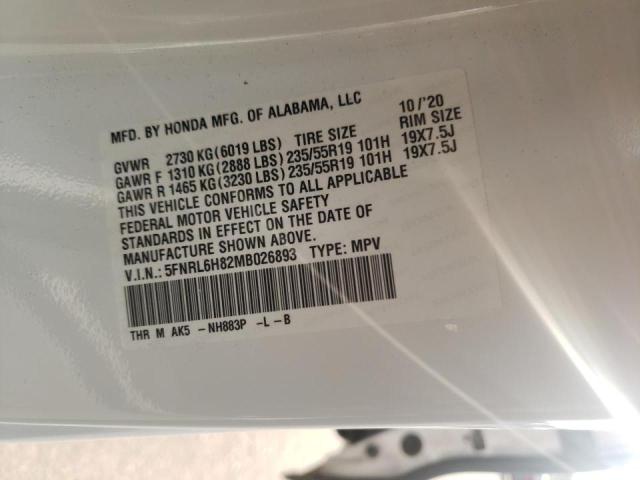 MFD. BY HONDA MFG. OF ALABAMA, LLC 10/'20
GVWR 2730 KG(6019 LBS) TIRE SIZE RIM SIZE
GAWR F 1310 KG(2888 LBS) 235/55R19 101H 19X7.5J
GAWR R 1465 KG(3230 LBS) 235/55R19 101H 19X7.5J
THIS VEHICLE CONFORMS TO ALL APPLICABLE
FEDERAL MOTOR VEHICLE SAFETY
STANDARDS IN EFFECT ON THE DATE OF
MANUFACTURE SHOWN ABOVE.
V.I.N.: 5FNRL6H82MB026893 TYPE: MPV
THR M AK5 - NH883P -L-B